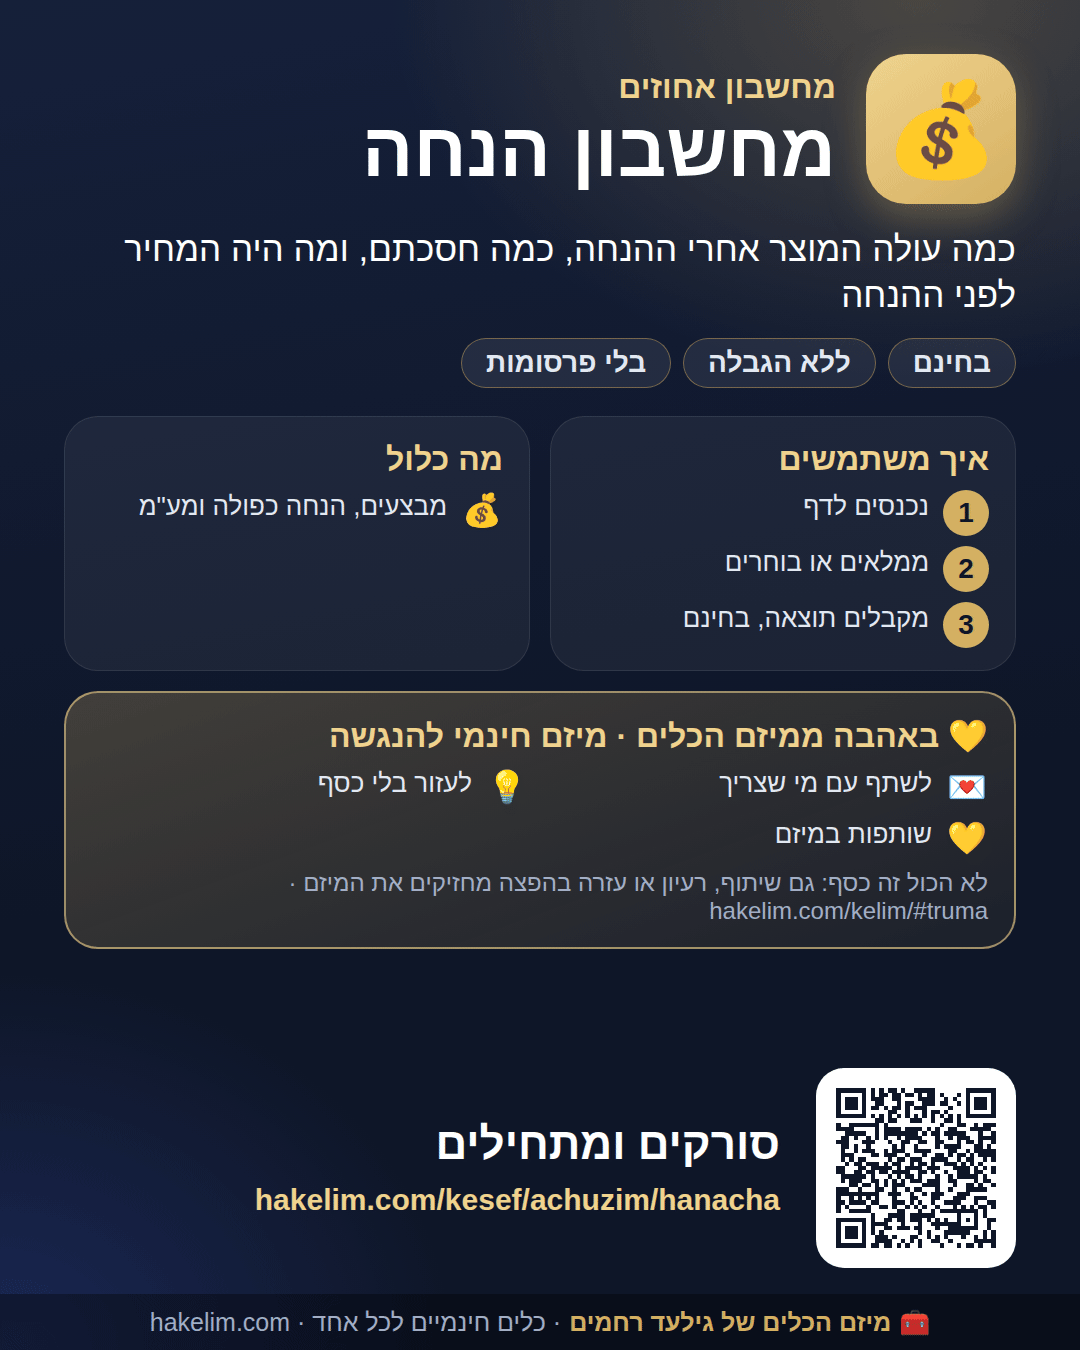 מחשבון אחוזים
מחשבון הנחה
כמה עולה המוצר אחרי ההנחה, כמה חסכתם, ומה היה המחיר
לפני ההנחה
בחינם
ללא הגבלה
בלי פרסומות
איך משתמשים
1 נכנסים לדף
2 ממלאים או בוחרים
3 מקבלים תוצאה, בחינם
מה כלול
מבצעים, הנחה כפולה ומע"מ
באהבה ממיזם הכלים · מיזם חינמי להנגשה
לשתף עם מי שצריך
לעזור בלי כסף
שותפות במיזם
לא הכול זה כסף: גם שיתוף, רעיון או עזרה בהפצה מחזיקים את המיזם ·
hakelim.com/kelim/#truma
סורקים ומתחילים
hakelim.com/kesef/achuzim/hanacha
מיזם הכלים של גילעד רחמים · כלים חינמיים לכל אחד · hakelim.com